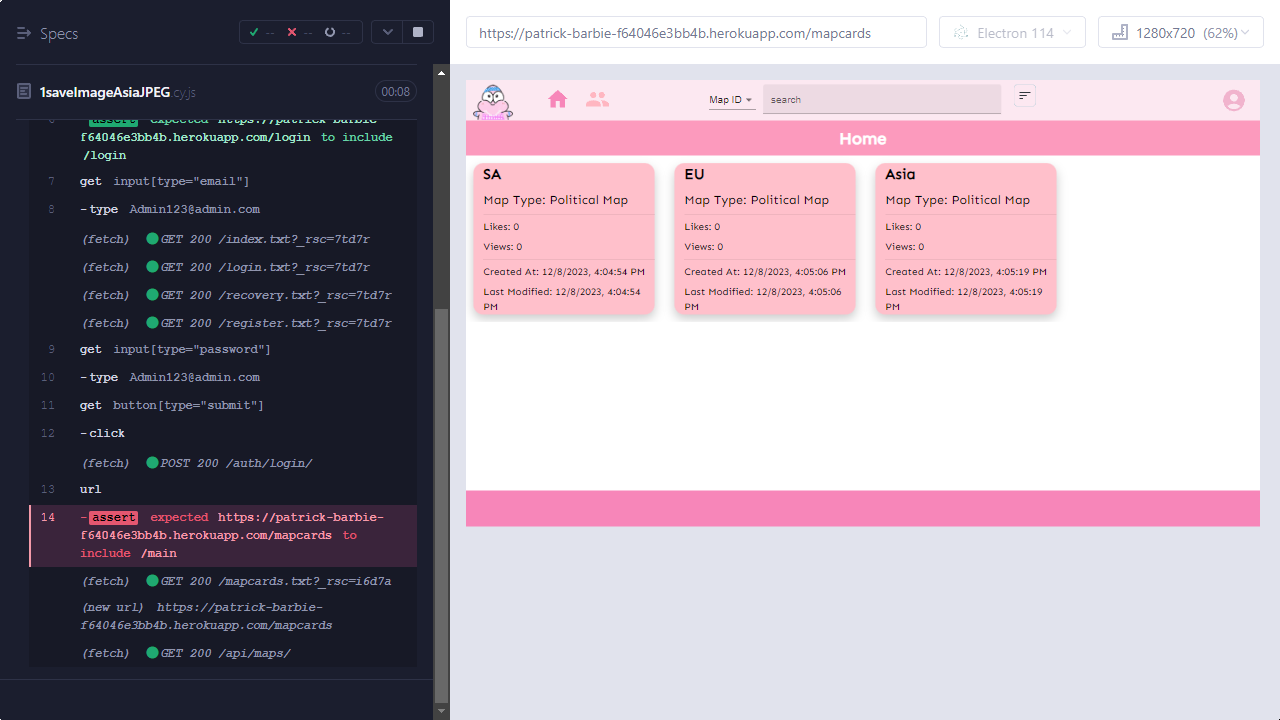 Specs
--
--
--
https://patrick-barbie-f64046e3bb4b.herokuapp.com/mapcards
Electron 114
1280x720 (62%)
1saveImageAsiaJPEG.cy.js
00:08
-assert expected https://patrick-barbie-
f64046e3bb4b.herokuapp.com/login to include
/login
7 get input[type="email"]
8 -type Admin123@admin.com
(fetch) GET 200 /index.txt?_rsc=7td7r
(fetch) GET 200 /login.txt?_rsc=7td7r
(fetch) GET 200 /recovery.txt?_rsc=7td7r
(fetch) GET 200 /register.txt?_rsc=7td7r
9 get input[type="password"]
10 -type Admin123@admin.com
11 get button[type="submit"]
12 -click
(fetch) POST 200 /auth/login/
13 url
14 -assert expected https://patrick-barbie-
f64046e3bb4b.herokuapp.com/mapcards to
include /main
(fetch) GET 200 /mapcards.txt?_rsc=i6d7a
(new url) https://patrick-barbie-
f64046e3bb4b.herokuapp.com/mapcards
(fetch) GET 200 /api/maps/
Map ID
search
Home
SA
Map Type: Political Map
Likes: 0
Views: 0
Created At: 12/8/2023, 4:04:54 PM
Last Modified: 12/8/2023, 4:04:54
PM
EU
Map Type: Political Map
Likes: 0
Views: 0
Created At: 12/8/2023, 4:05:06 PM
Last Modified: 12/8/2023, 4:05:06
PM
Asia
Map Type: Political Map
Likes: 0
Views: 0
Created At: 12/8/2023, 4:05:19 PM
Last Modified: 12/8/2023, 4:05:19
PM